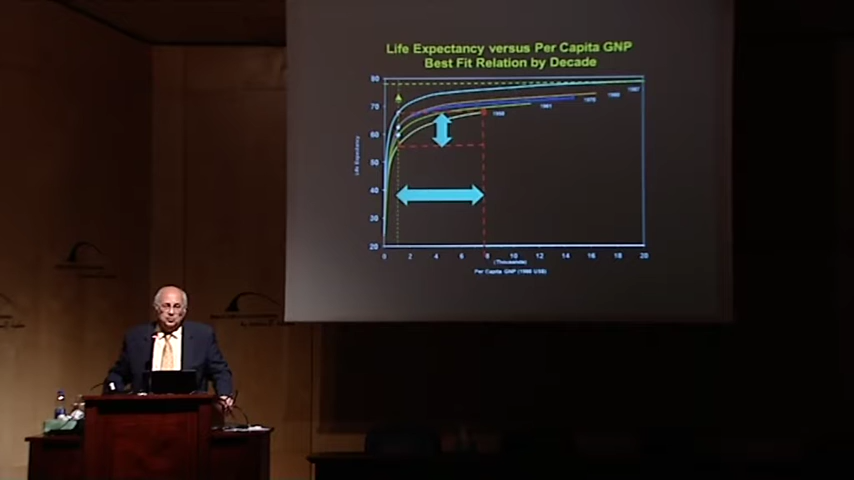 Life Expectancy versus Per Capita GNP
Best Fit Relation by Decade
Life Expectancy
80
70
60
50
40
30
20
0 2 4 6 8 10 12 14 16 18 20
(Thousands)
Per Capita GNP (1986 US$)